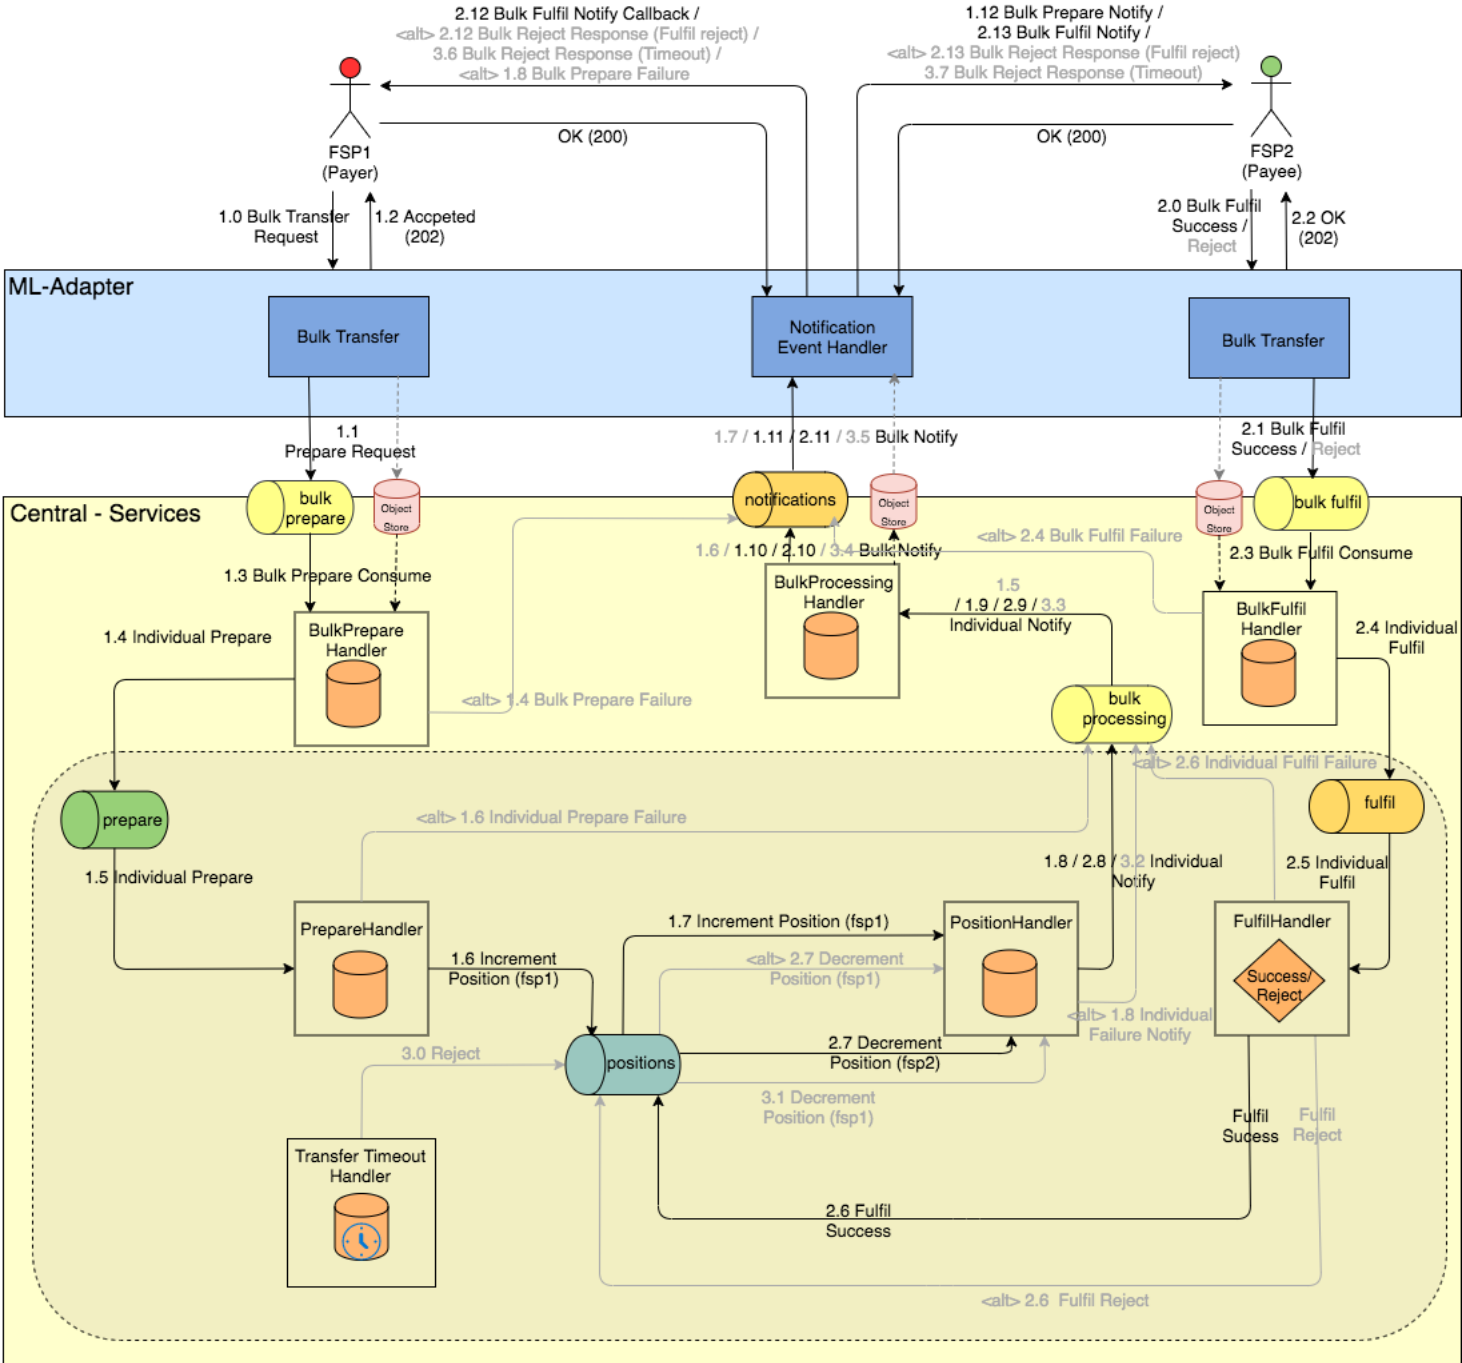 2.12 Bulk Fulfil Notify Callback /
<alt> 2.12 Bulk Reject Response (Fulfil reject) /
3.6 Bulk Reject Response (Timeout) /
<alt> 1.8 Bulk Prepare Failure
1.12 Bulk Prepare Notify /
2.13 Bulk Fulfil Notify /
<alt> 2.13 Bulk Reject Response (Fulfil reject)
3.7 Bulk Reject Response (Timeout)
OK (200)
OK (200)
FSP1
(Payer)
FSP2
(Payee)
1.0 Bulk Transfer
Request
1.2 Accpeted
(202)
2.0 Bulk Fulfil
Success /
Reject
2.2 OK
(202)
ML-Adapter
Bulk Transfer
Notification
Event Handler
Bulk Transfer
1.1
Prepare Request
1.7 / 1.11 / 2.11 / 3.5 Bulk Notify
2.1 Bulk Fulfil
Success / Reject
Central - Services
bulk
prepare
Object
Store
notifications
Object
Store
Object
Store
bulk fulfil
1.6 / 1.10 / 2.10 / 3.4 Bulk Notify
<alt> 2.4 Bulk Fulfil Failure
2.3 Bulk Fulfil Consume
1.3 Bulk Prepare Consume
BulkProcessing
Handler
1.5
/ 1.9 / 2.9 / 3.3
Individual Notify
BulkPrepare
Handler
BulkFulfil
Handler
1.4 Individual Prepare
2.4 Individual
Fulfil
<alt> 1.4 Bulk Prepare Failure
bulk
processing
<alt> 2.6 Individual Fulfil Failure
prepare
<alt> 1.6 Individual Prepare Failure
fulfil
1.5 Individual Prepare
1.8 / 2.8 / 3.2 Individual
Notify
2.5 Individual
Fulfil
PrepareHandler
1.7 Increment Position (fsp1)
PositionHandler
FulfilHandler
1.6 Increment
Position (fsp1)
<alt> 2.7 Decrement
Position (fsp1)
Success/
Reject
<alt> 1.8 Individual
Failure Notify
3.0 Reject
positions
2.7 Decrement
Position (fsp2)
3.1 Decrement
Position (fsp1)
Fulfil
Sucess
Fulfil
Reject
Transfer Timeout
Handler
2.6 Fulfil
Success
<alt> 2.6 Fulfil Reject